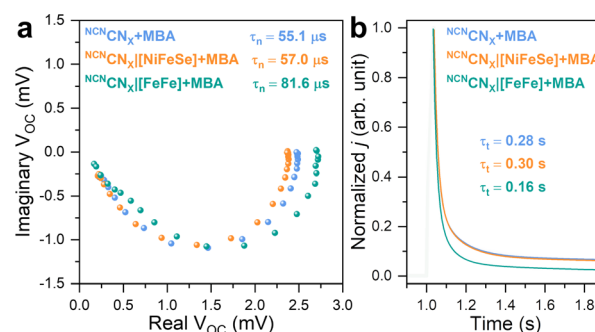 a
NCNCNX+MBA τn = 55.1 μs
NCNCNX|[NiFeSe]+MBA τn = 57.0 μs
NCNCNX|[FeFe]+MBA τn = 81.6 μs
Imaginary VOC (mV)
1.5
1.0
0.5
0.0
-0.5
-1.0
-1.5
0.0 0.5 1.0 1.5 2.0 2.5 3.0
Real VOC (mV)
b
NCNCNX+MBA
NCNCNX|[NiFeSe]+MBA
NCNCNX|[FeFe]+MBA
τt = 0.28 s
τt = 0.30 s
τt = 0.16 s
Normalized j (arb. unit)
1.0
0.8
0.6
0.4
0.2
0.0
1.0 1.2 1.4 1.6 1.8
Time (s)